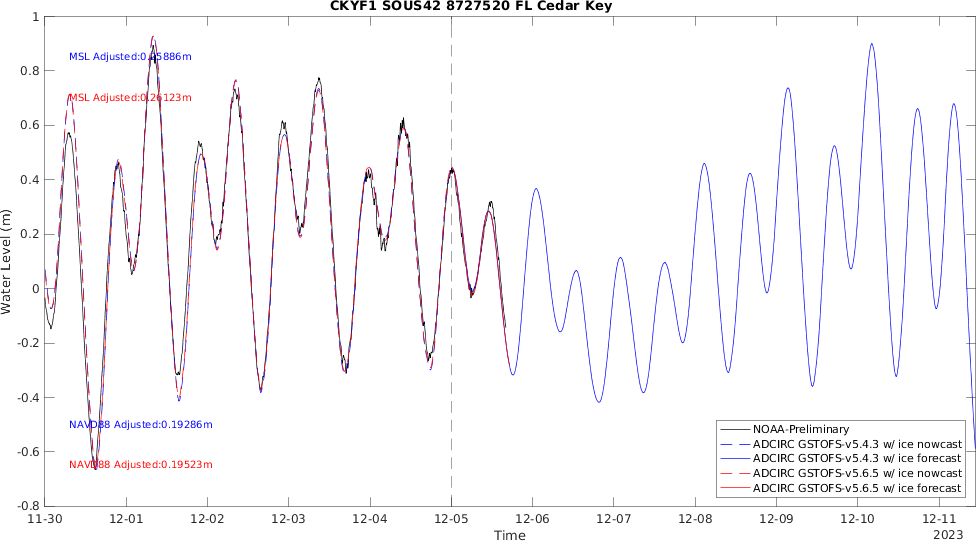 CKYF1 SOUS42 8727520 FL Cedar Key
1
0.8
0.6
0.4
0.2
0
-0.2
-0.4
-0.6
-0.8
Water Level (m)
MSL Adjusted:0.25886m
MSL Adjusted:0.26123m
NAVD88 Adjusted:0.19286m
NAVD88 Adjusted:0.19523m
NOAA-Preliminary
ADCIRC GSTOFS-v5.4.3 w/ ice nowcast
ADCIRC GSTOFS-v5.4.3 w/ ice forecast
ADCIRC GSTOFS-v5.6.5 w/ ice nowcast
ADCIRC GSTOFS-v5.6.5 w/ ice forecast
11-30 12-01 12-02 12-03 12-04 12-05 12-06 12-07 12-08 12-09 12-10 12-11
Time
2023